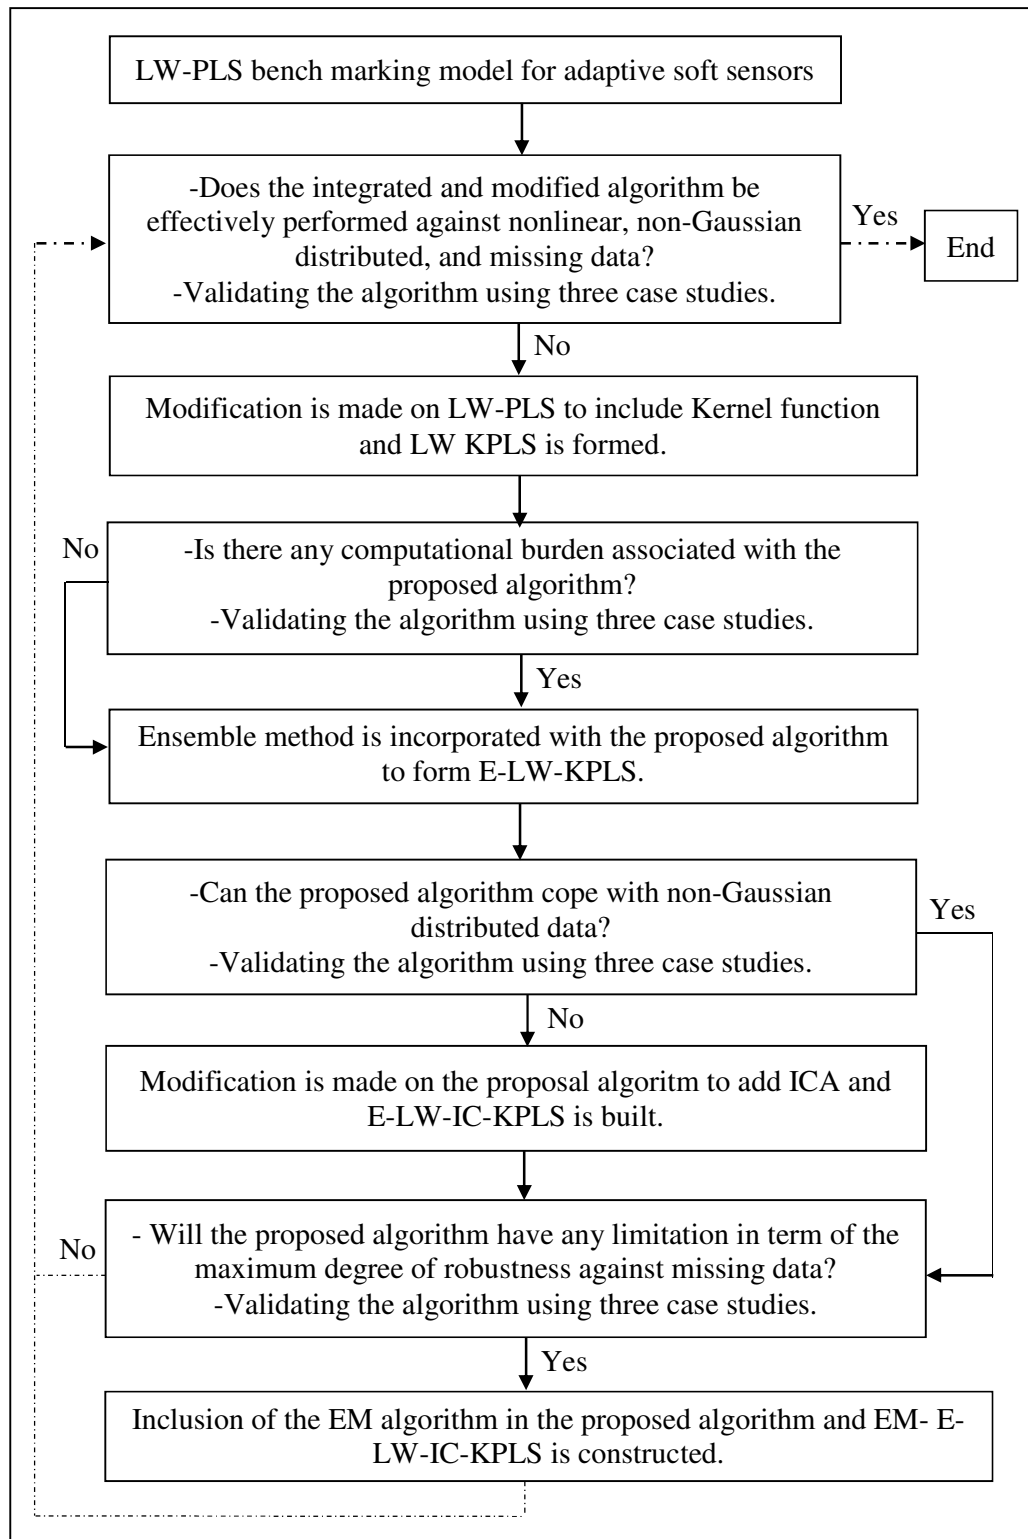 LW-PLS bench marking model for adaptive soft sensors
-Does the integrated and modified algorithm be
effectively performed against nonlinear, non-Gaussian
distributed, and missing data?
-Validating the algorithm using three case studies.
Yes
End
No
Modification is made on LW-PLS to include Kernel function
and LW KPLS is formed.
No
-Is there any computational burden associated with the
proposed algorithm?
-Validating the algorithm using three case studies.
Yes
Ensemble method is incorporated with the proposed algorithm
to form E-LW-KPLS.
-Can the proposed algorithm cope with non-Gaussian
distributed data?
-Validating the algorithm using three case studies.
Yes
No
Modification is made on the proposal algoritm to add ICA and
E-LW-IC-KPLS is built.
No
- Will the proposed algorithm have any limitation in term of the
maximum degree of robustness against missing data?
-Validating the algorithm using three case studies.
Yes
Inclusion of the EM algorithm in the proposed algorithm and EM- E-
LW-IC-KPLS is constructed.